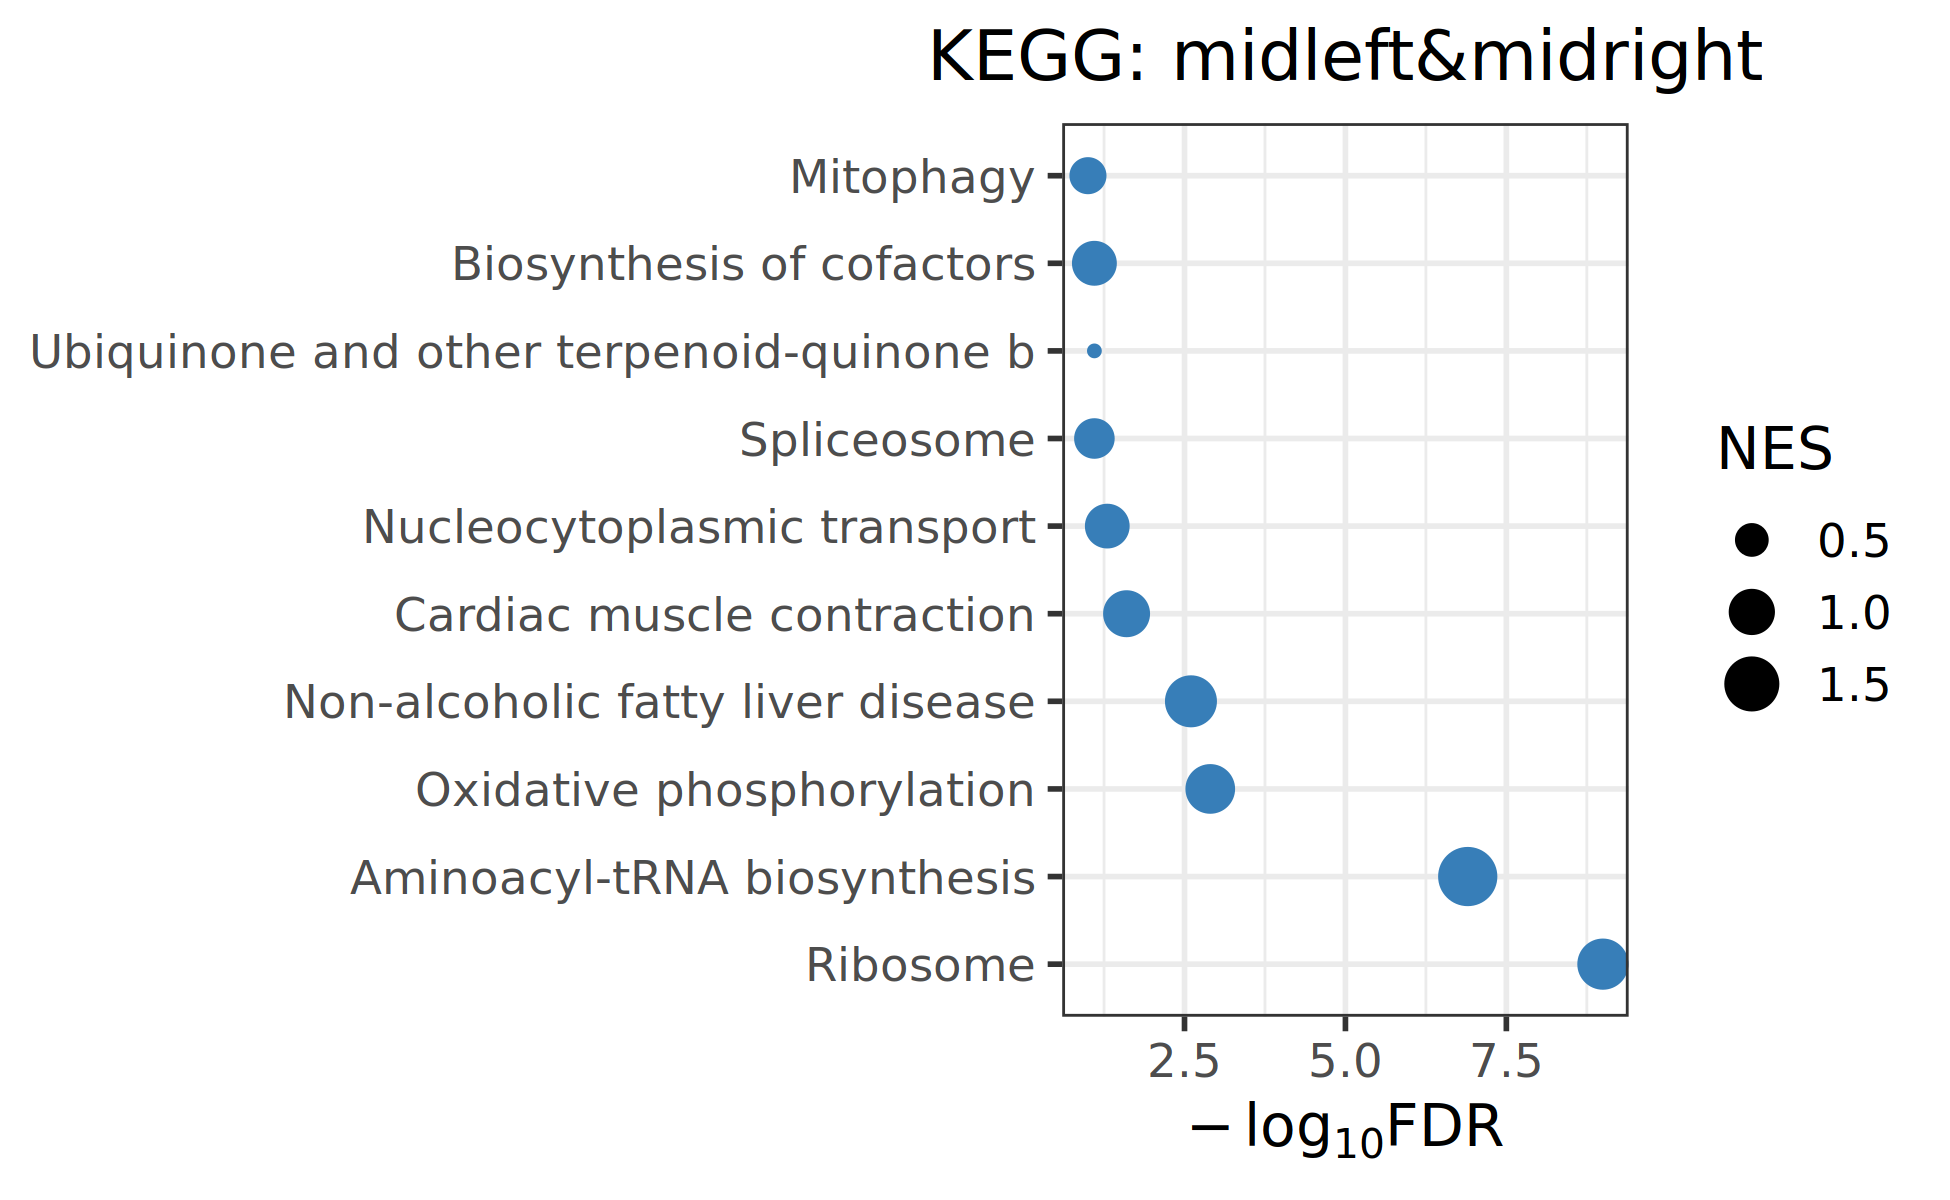 KEGG: midleft&midright
Mitophagy
Biosynthesis of cofactors
Ubiquinone and other terpenoid-quinone b
Spliceosome
Nucleocytoplasmic transport
Cardiac muscle contraction
Non-alcoholic fatty liver disease
Oxidative phosphorylation
Aminoacyl-tRNA biosynthesis
Ribosome
2.5 5.0 7.5
−log₁₀FDR
NES
0.5
1.0
1.5